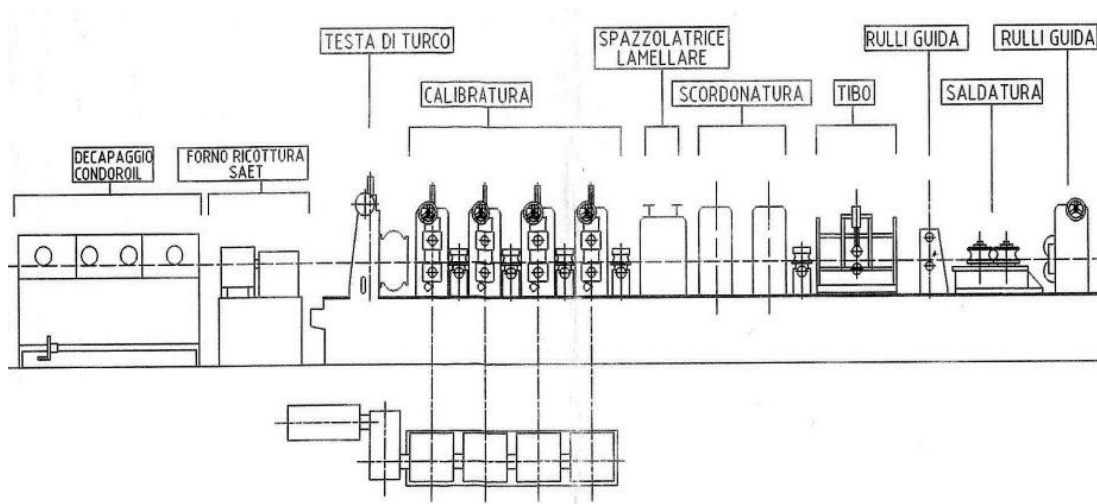 TESTA DI TURCO
SPAZZOLATRICE
LAMELLARE
RULLI GUIDA
RULLI GUIDA
CALIBRATURA
SCORDONATURA
TIBO
SALDATURA
DECAPAGGIO
CONDOROIL
FORNO RICOTTURA
SAET